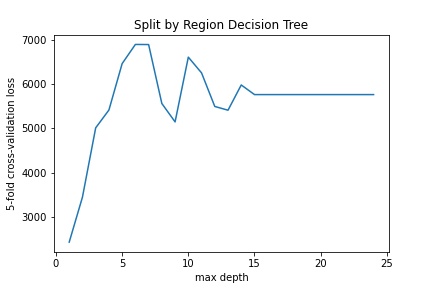 Split by Region Decision Tree
7000
6000
5000
4000
3000
5-fold cross-validation loss
0 5 10 15 20 25
max depth